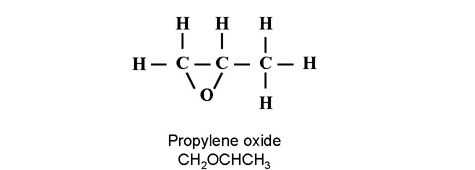 H H H
H — C — C — C — H
O H
Propylene oxide
CH₂OCHCH₃